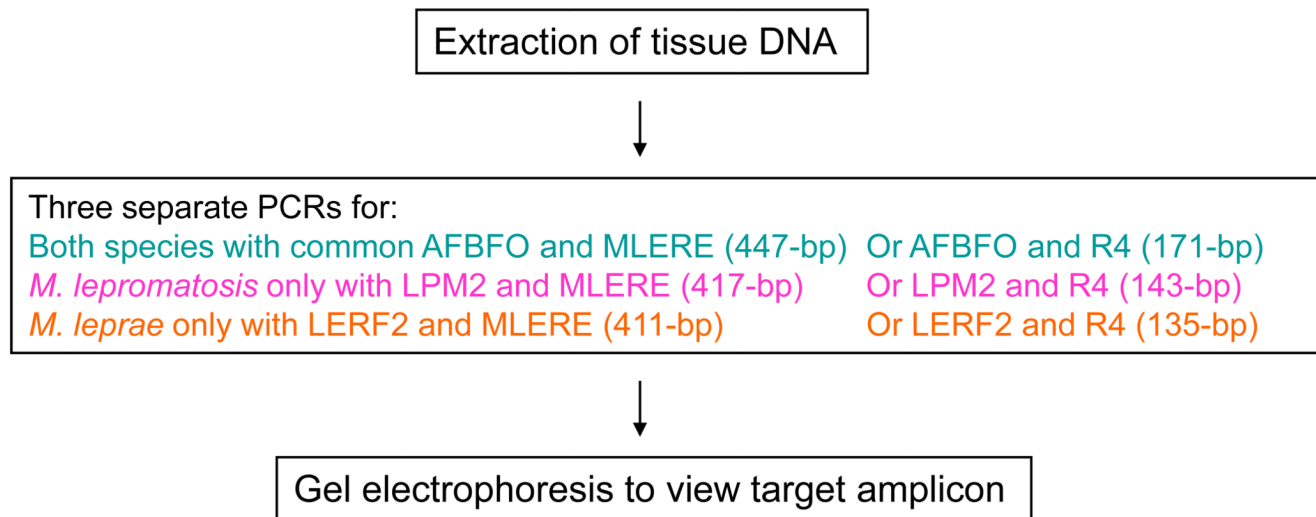 Extraction of tissue DNA
Three separate PCRs for:
Both species with common AFBFO and MLERE (447-bp) Or AFBFO and R4 (171-bp)
M. lepromatosis only with LPM2 and MLERE (417-bp) Or LPM2 and R4 (143-bp)
M. leprae only with LERF2 and MLERE (411-bp) Or LERF2 and R4 (135-bp)
Gel electrophoresis to view target amplicon